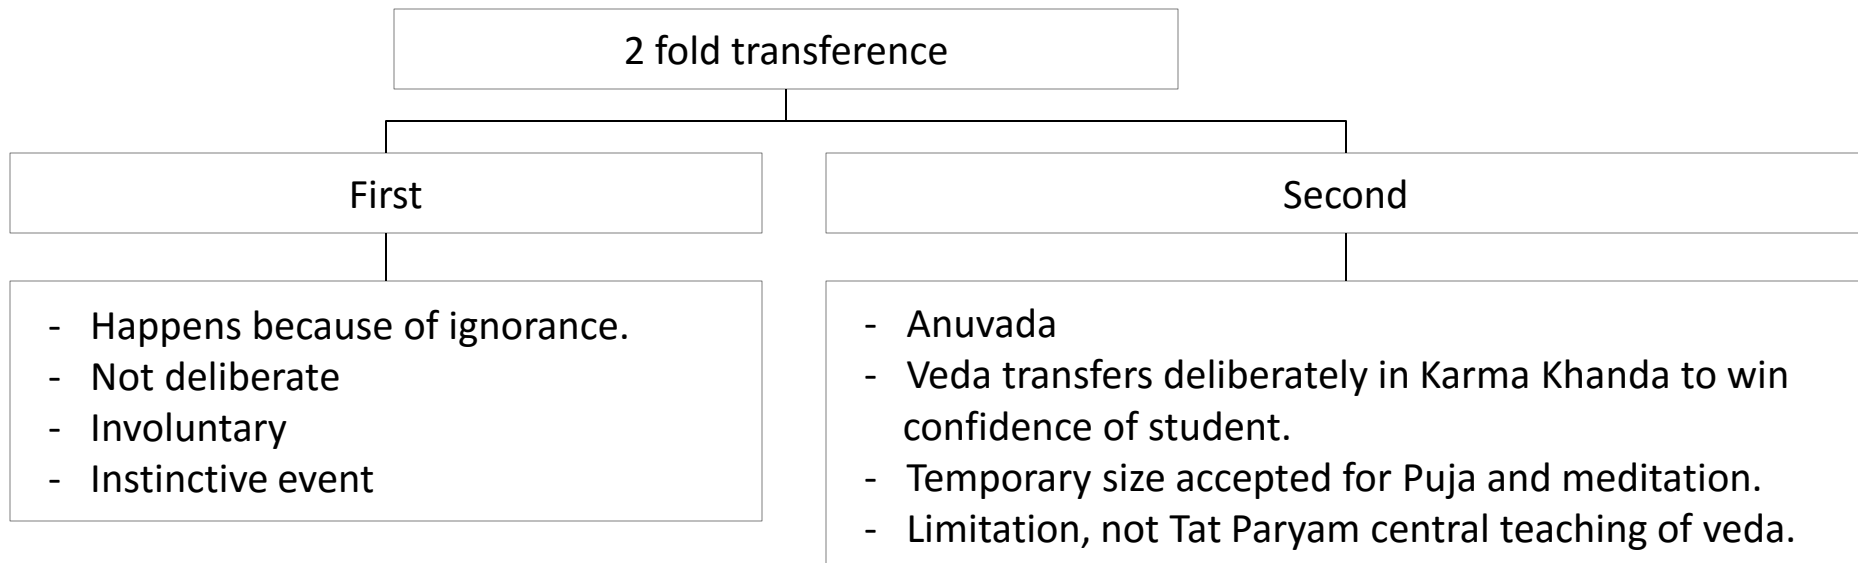 2 fold transference
First
Second
- Happens because of ignorance.
- Not deliberate
- Involuntary
- Instinctive event
- Anuvada
- Veda transfers deliberately in Karma Khanda to win
confidence of student.
- Temporary size accepted for Puja and meditation.
- Limitation, not Tat Paryam central teaching of veda.